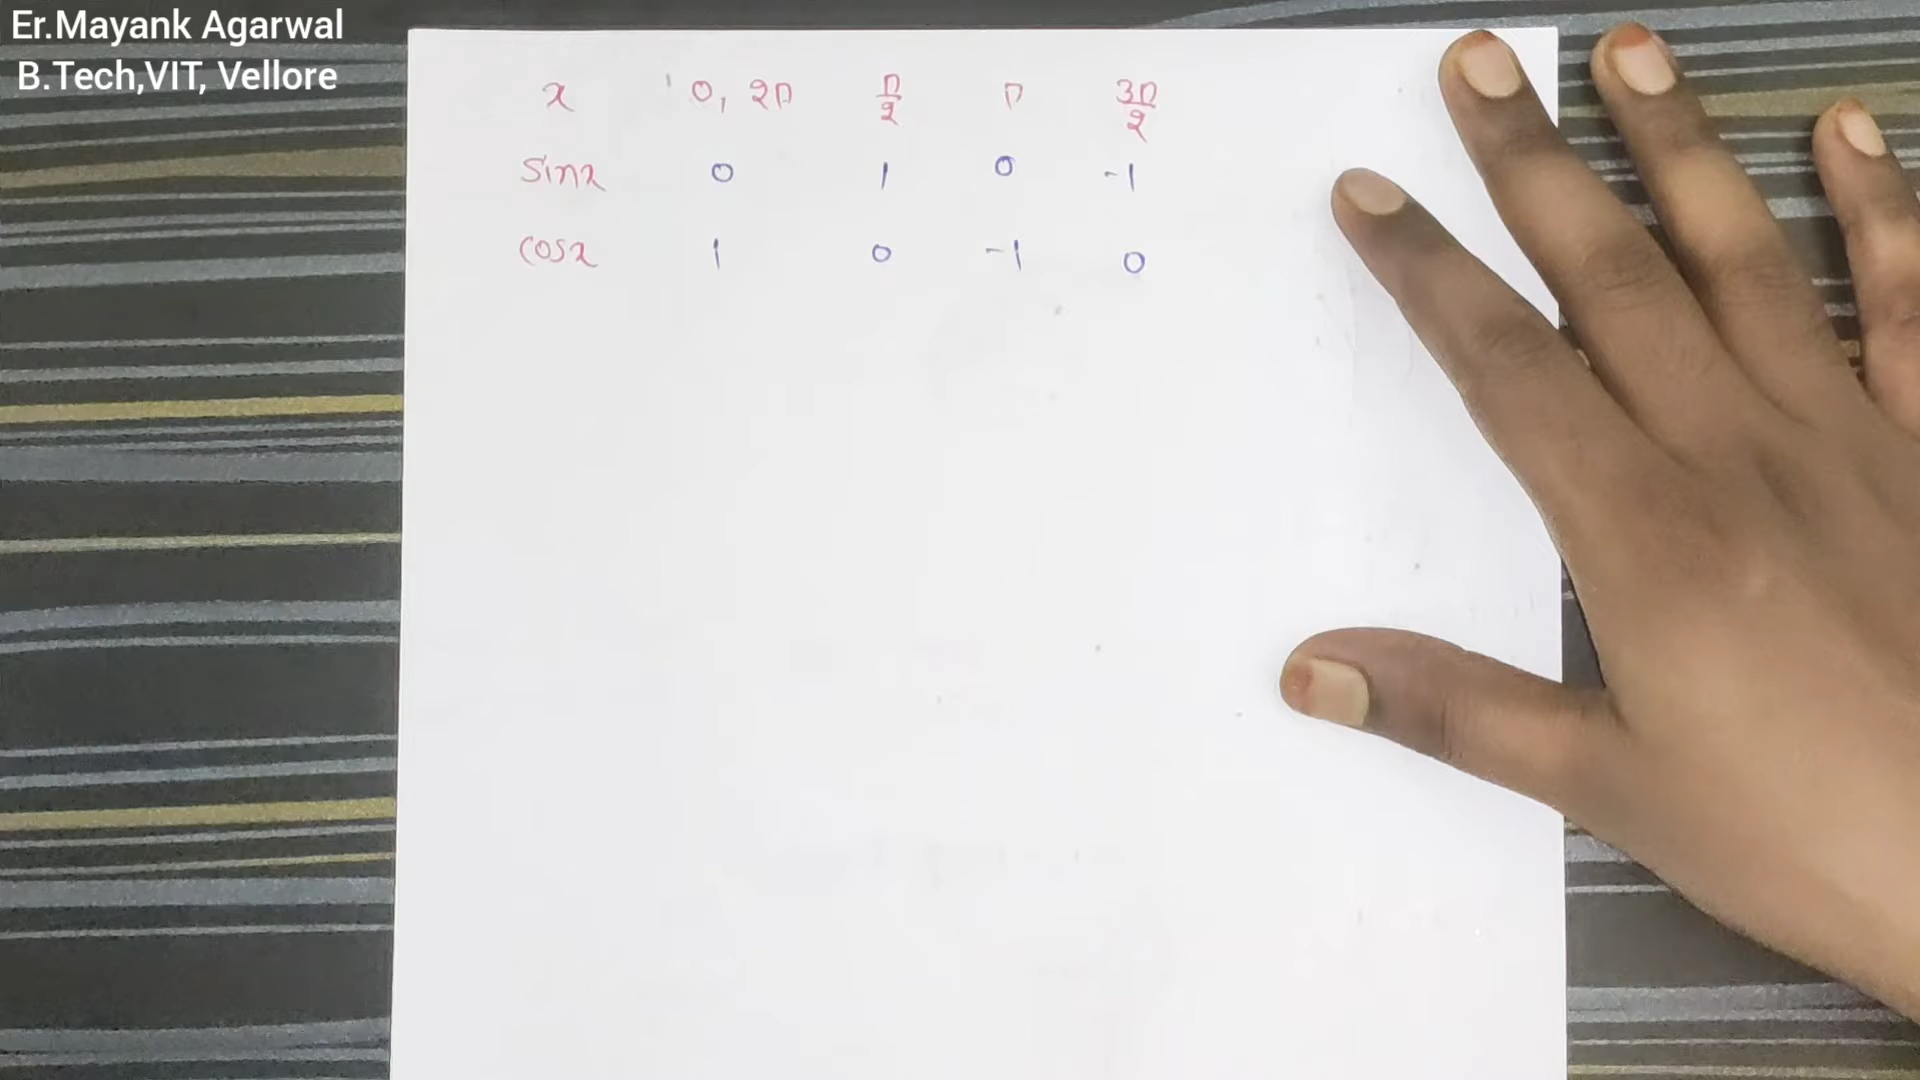 Er.Mayank Agarwal
B.Tech,VIT, Vellore
x 0, 2π π/2 π 3π/2
sinx 0 1 0 -1
cosx 1 0 -1 0